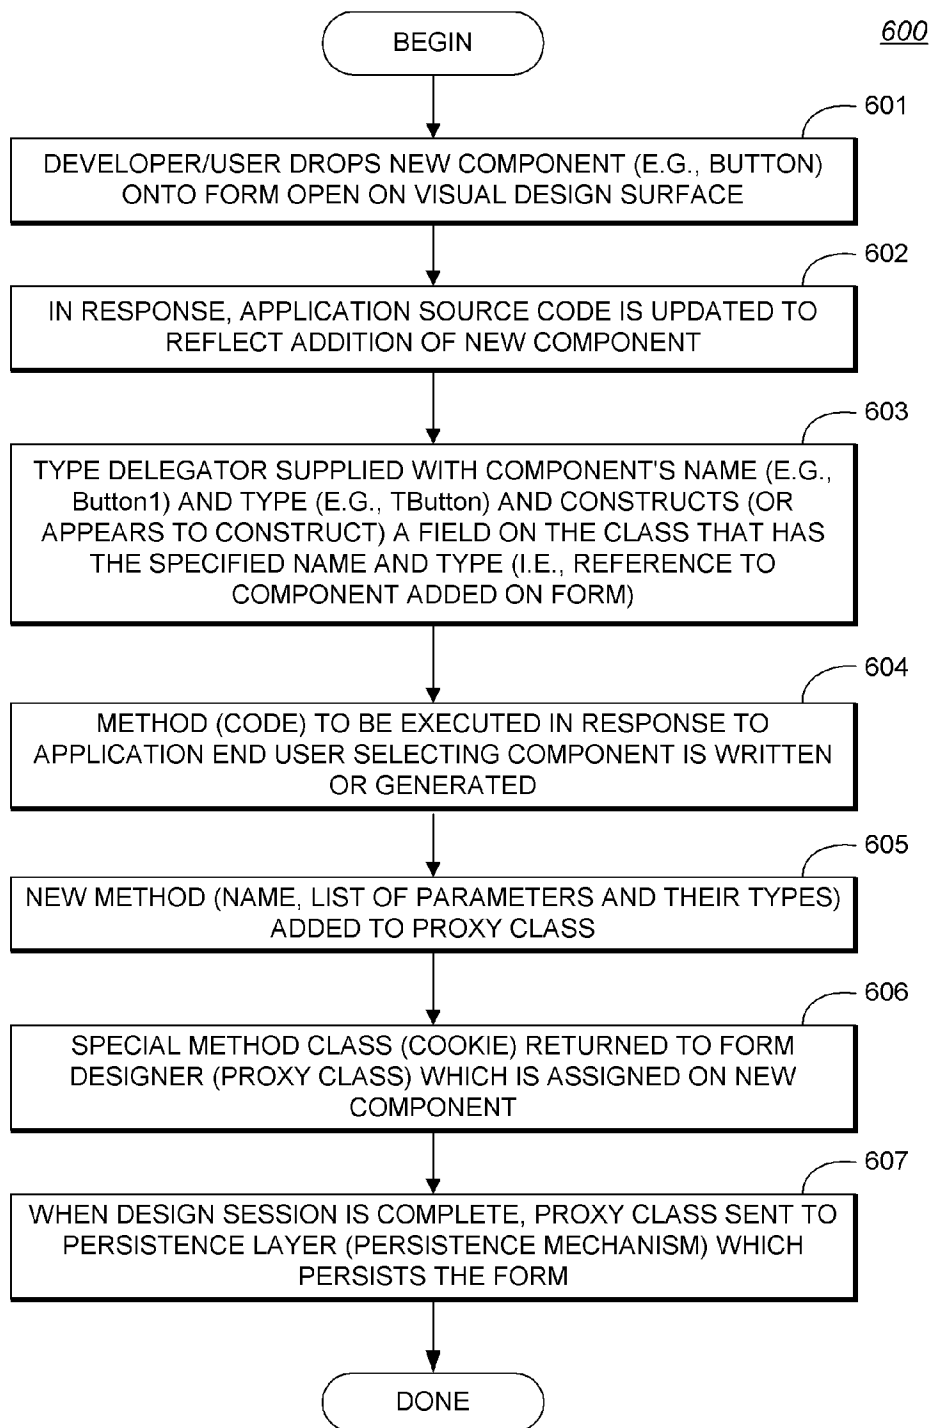 BEGIN
600
601
DEVELOPER/USER DROPS NEW COMPONENT (E.G., BUTTON)
ONTO FORM OPEN ON VISUAL DESIGN SURFACE
602
IN RESPONSE, APPLICATION SOURCE CODE IS UPDATED TO
REFLECT ADDITION OF NEW COMPONENT
603
TYPE DELEGATOR SUPPLIED WITH COMPONENT'S NAME (E.G.,
Button1) AND TYPE (E.G., TButton) AND CONSTRUCTS (OR
APPEARS TO CONSTRUCT) A FIELD ON THE CLASS THAT HAS
THE SPECIFIED NAME AND TYPE (I.E., REFERENCE TO
COMPONENT ADDED ON FORM)
604
METHOD (CODE) TO BE EXECUTED IN RESPONSE TO
APPLICATION END USER SELECTING COMPONENT IS WRITTEN
OR GENERATED
605
NEW METHOD (NAME, LIST OF PARAMETERS AND THEIR TYPES)
ADDED TO PROXY CLASS
606
SPECIAL METHOD CLASS (COOKIE) RETURNED TO FORM
DESIGNER (PROXY CLASS) WHICH IS ASSIGNED ON NEW
COMPONENT
607
WHEN DESIGN SESSION IS COMPLETE, PROXY CLASS SENT TO
PERSISTENCE LAYER (PERSISTENCE MECHANISM) WHICH
PERSISTS THE FORM
DONE